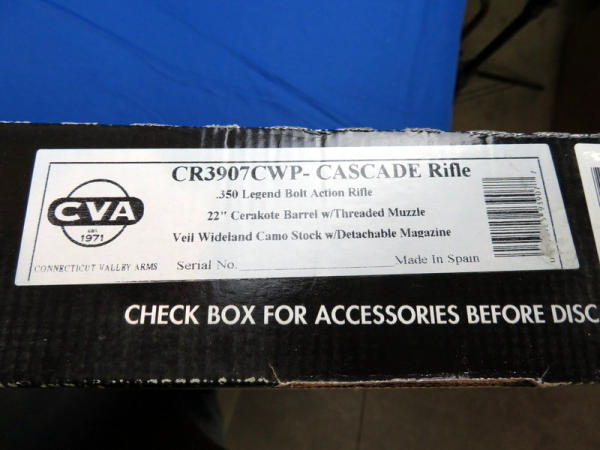 CR3907CWP- CASCADE Rifle
.350 Legend Bolt Action Rifle
22" Cerakote Barrel w/Threaded Muzzle
Veil Wideland Camo Stock w/Detachable Magazine
CVA
EST.
1971
CONNECTICUT VALLEY ARMS
Serial No. Made In Spain
CHECK BOX FOR ACCESSORIES BEFORE DISC